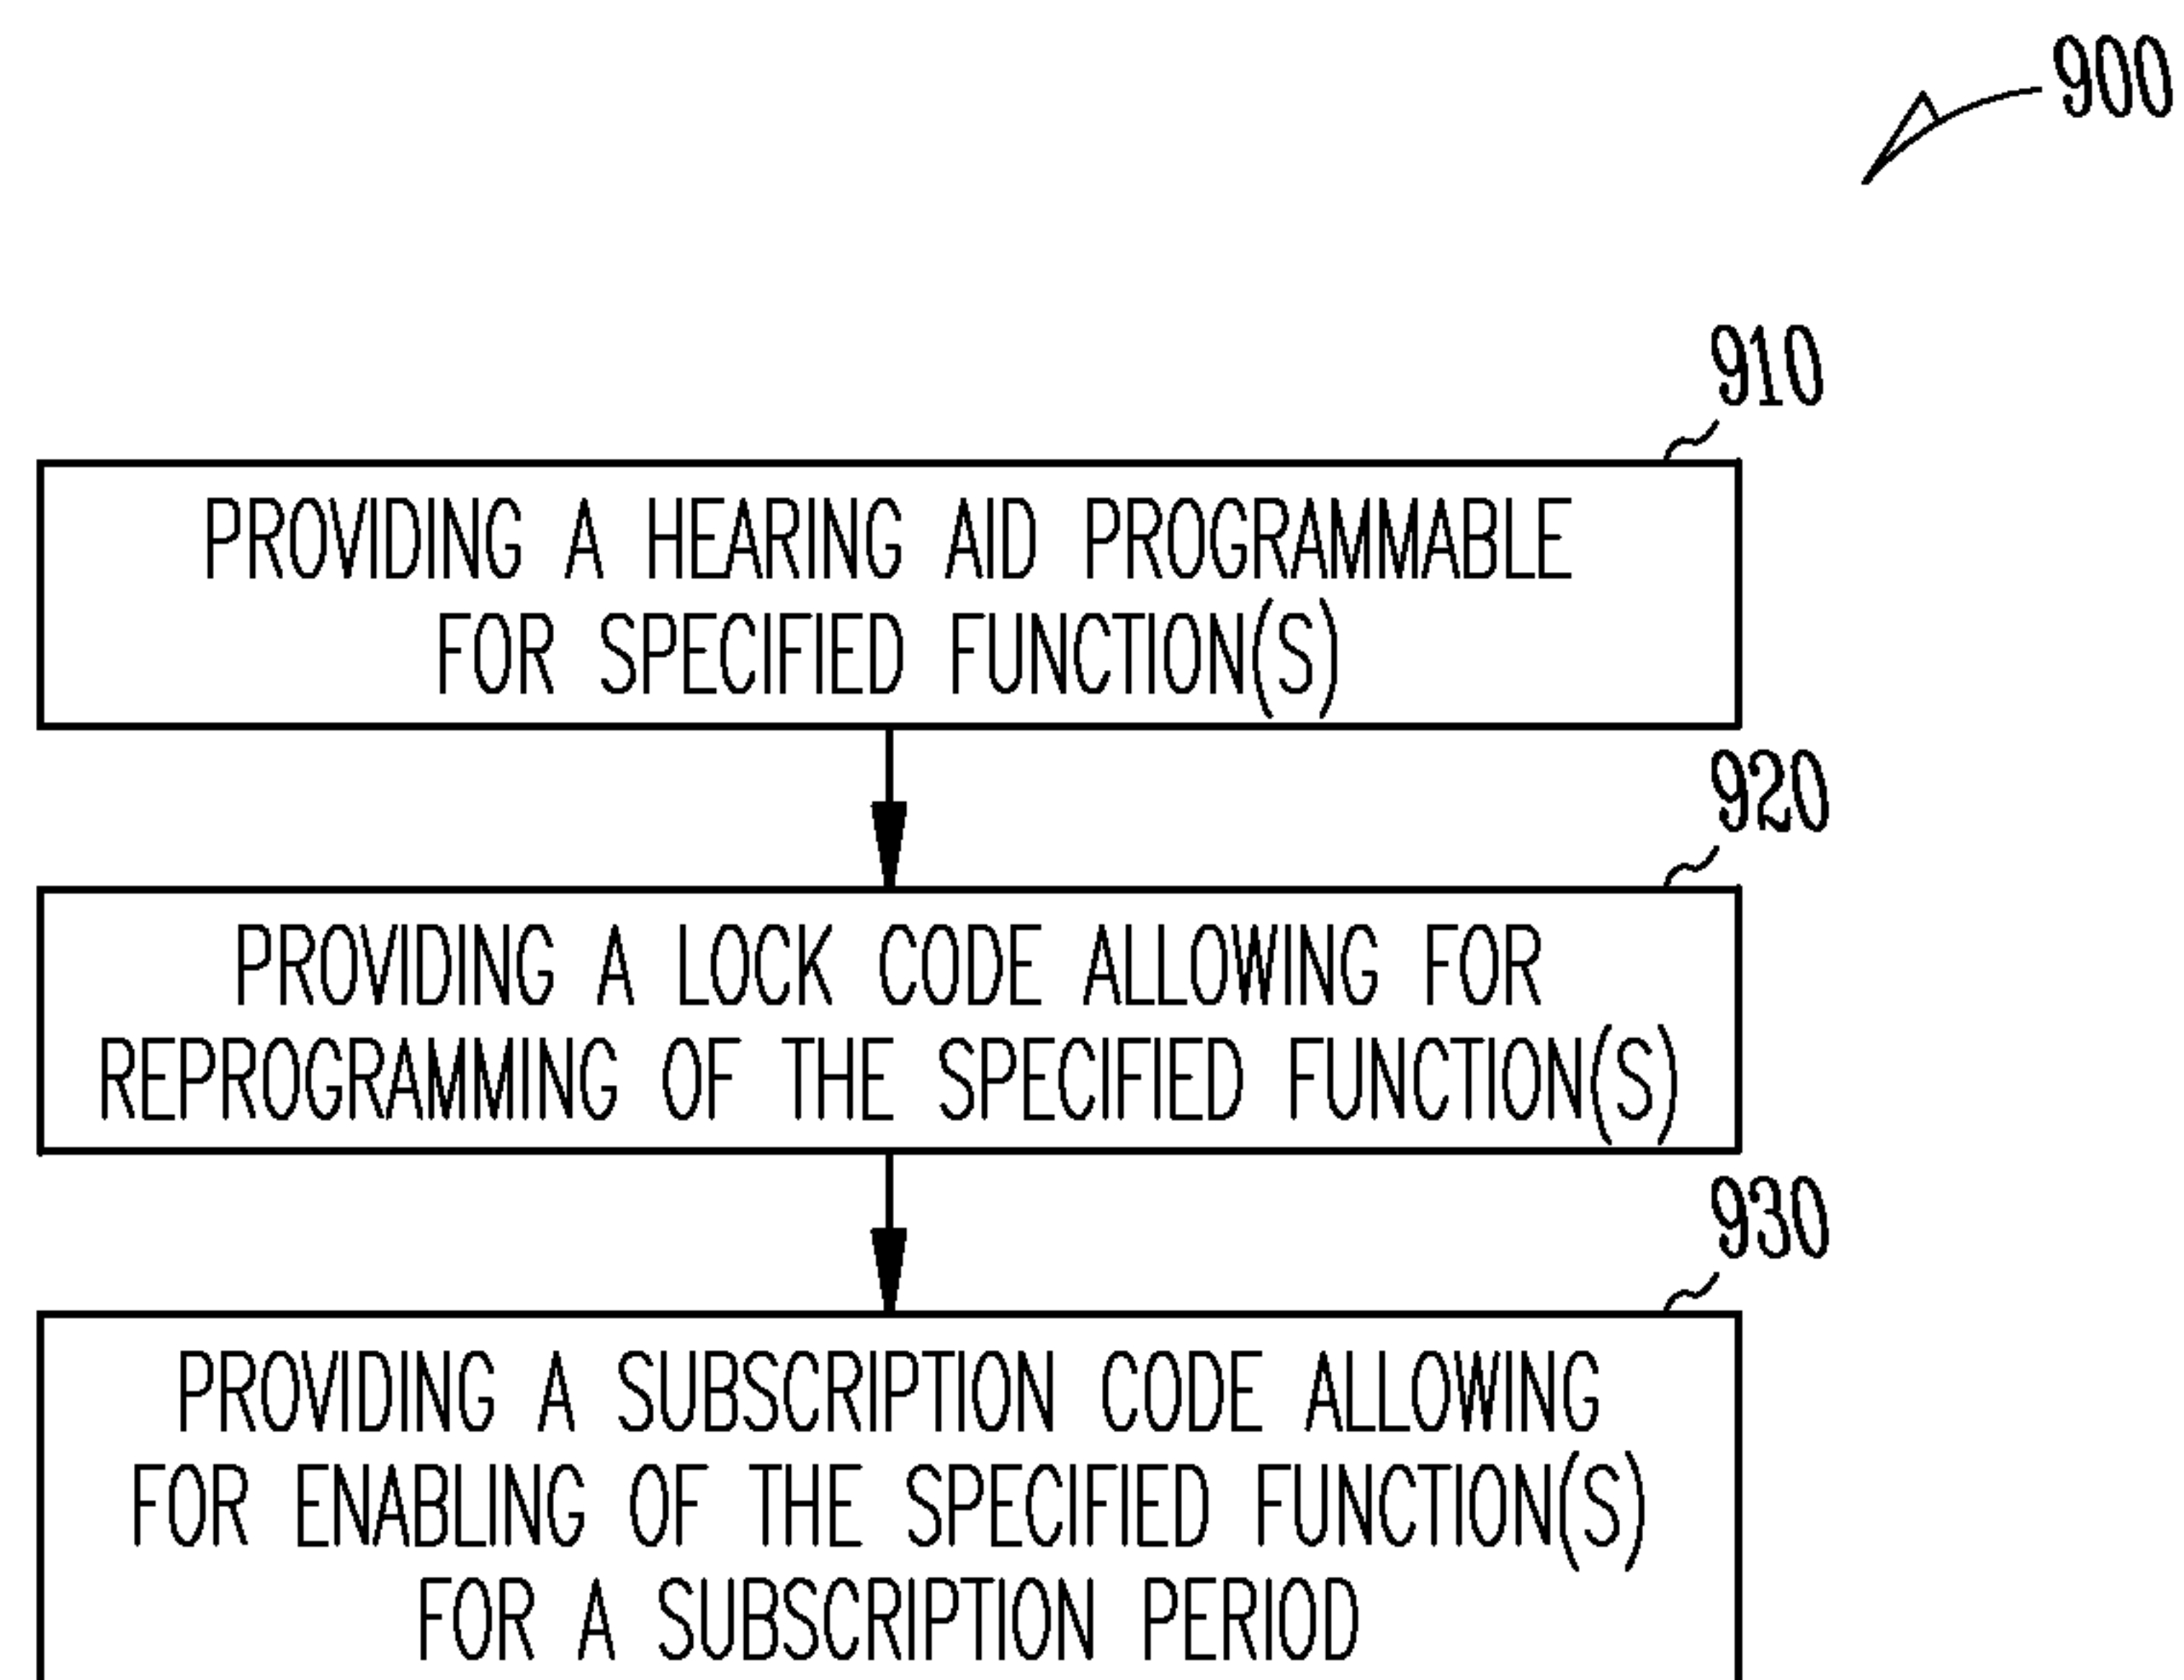 900
910
PROVIDING A HEARING AID PROGRAMMABLE
FOR SPECIFIED FUNCTION(S)
920
PROVIDING A LOCK CODE ALLOWING FOR
REPROGRAMMING OF THE SPECIFIED FUNCTION(S)
930
PROVIDING A SUBSCRIPTION CODE ALLOWING
FOR ENABLING OF THE SPECIFIED FUNCTION(S)
FOR A SUBSCRIPTION PERIOD